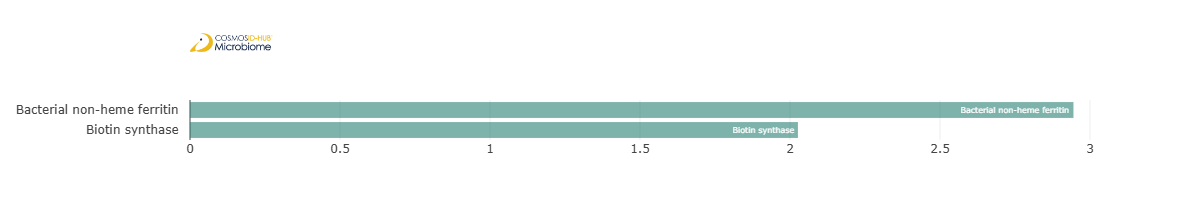 COSMOSID-HUB
Microbiome
Bacterial non-heme ferritin
Bacterial non-heme ferritin
Biotin synthase
Biotin synthase
0 0.5 1 1.5 2 2.5 3